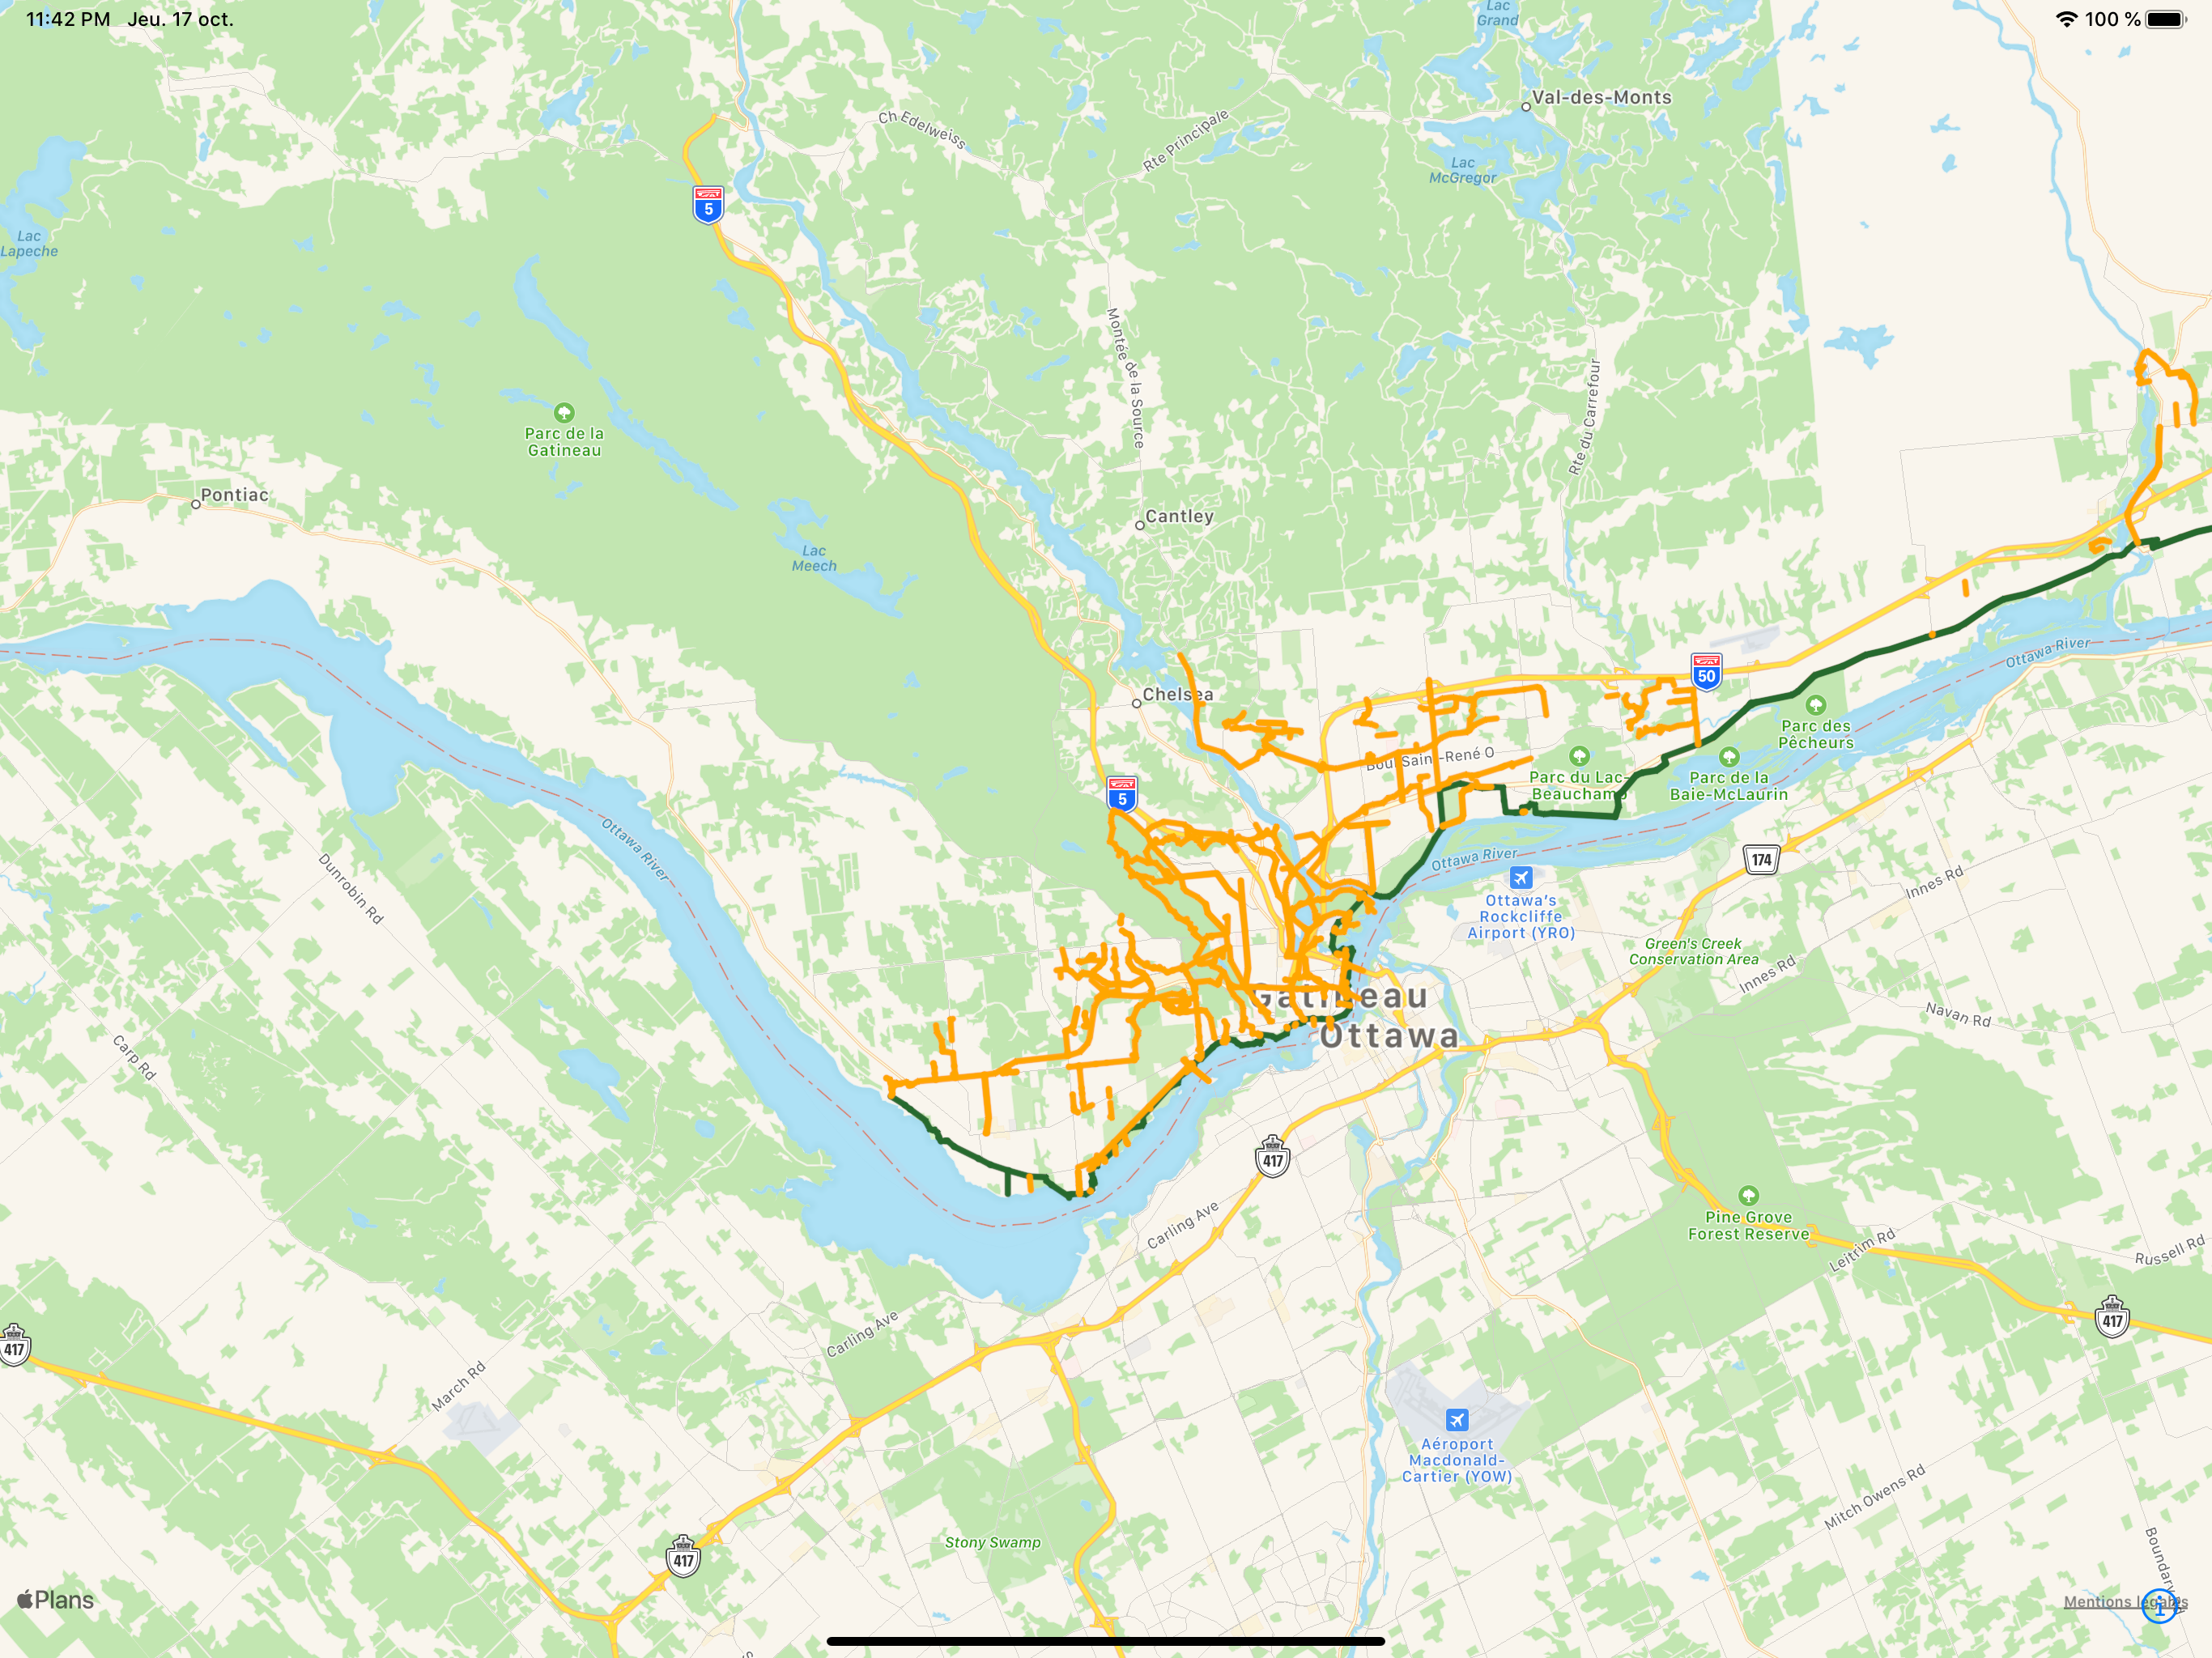 11:42 PM Jeu. 17 oct.
100 %
Lac
Grand
Val-des-Monts
Ch Edelweiss
Rte Principale
Lac
McGregor
5
Lac
Lapeche
Montée de la Source
Rte du Carrefour
Parc de la
Gatineau
Pontiac
Cantley
Lac
Meech
Ottawa River
Chelsea
50
Parc des
Pêcheurs
Boul Saint-René O
Parc du Lac-
Beauchamp
Parc de la
Baie-McLaurin
5
Ottawa River
Ottawa River
174
Dunrobin Rd
Innes Rd
Ottawa's
Rockcliffe
Airport (YRO)
Green's Creek
Conservation Area
Innes Rd
Gatineau
Navan Rd
Ottawa
Carp Rd
417
Pine Grove
Forest Reserve
Carling Ave
Leitrim Rd
Russell Rd
417
417
Carling Ave
March Rd
Aéroport
Macdonald-
Cartier (YOW)
Mitch Owens Rd
Stony Swamp
417
Boundary
Plans
Mentions légales